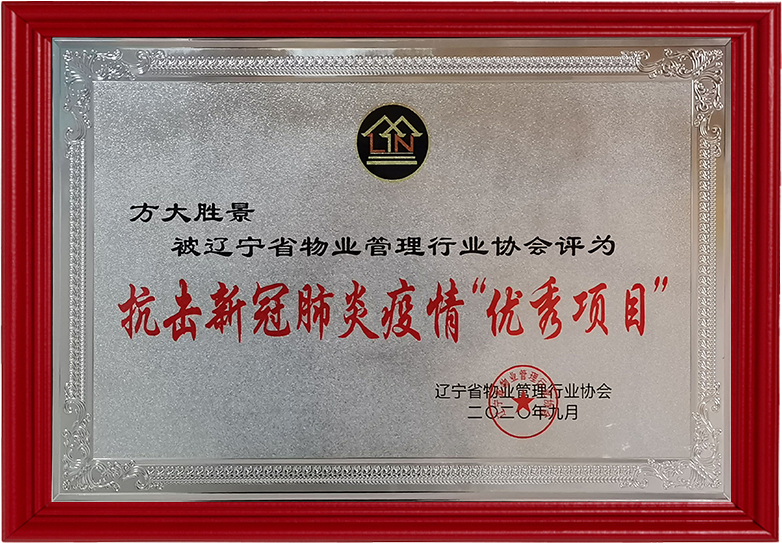 LN
方大胜景
被辽宁省物业管理行业协会评为
抗击新冠肺炎疫情“优秀项目”
辽宁省物业管理行业协会
二〇二〇年九月